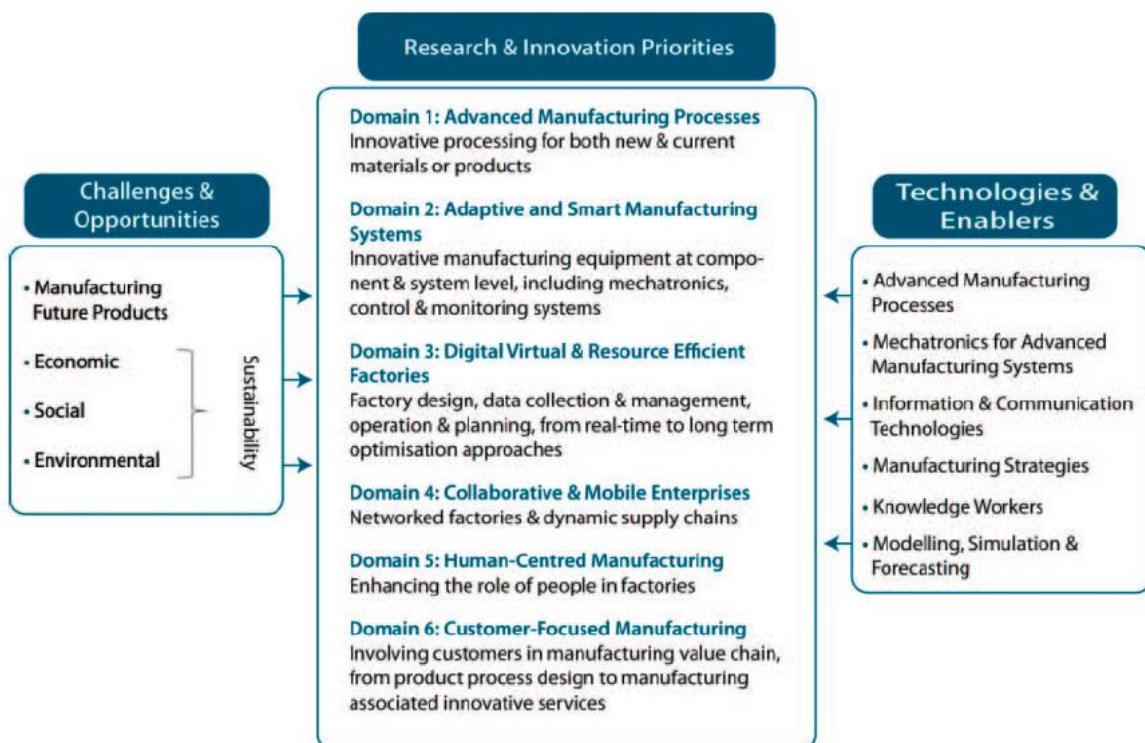 Research & Innovation Priorities
Challenges &
Opportunities
• Manufacturing
Future Products
• Economic
• Social
• Environmental
Sustainability
Domain 1: Advanced Manufacturing Processes
Innovative processing for both new & current
materials or products
Domain 2: Adaptive and Smart Manufacturing
Systems
Innovative manufacturing equipment at compo-
nent & system level, including mechatronics,
control & monitoring systems
Domain 3: Digital Virtual & Resource Efficient
Factories
Factory design, data collection & management,
operation & planning, from real-time to long term
optimisation approaches
Domain 4: Collaborative & Mobile Enterprises
Networked factories & dynamic supply chains
Domain 5: Human-Centred Manufacturing
Enhancing the role of people in factories
Domain 6: Customer-Focused Manufacturing
Involving customers in manufacturing value chain,
from product process design to manufacturing
associated innovative services
Technologies &
Enablers
• Advanced Manufacturing
Processes
• Mechatronics for Advanced
Manufacturing Systems
• Information & Communication
Technologies
• Manufacturing Strategies
• Knowledge Workers
• Modelling, Simulation &
Forecasting